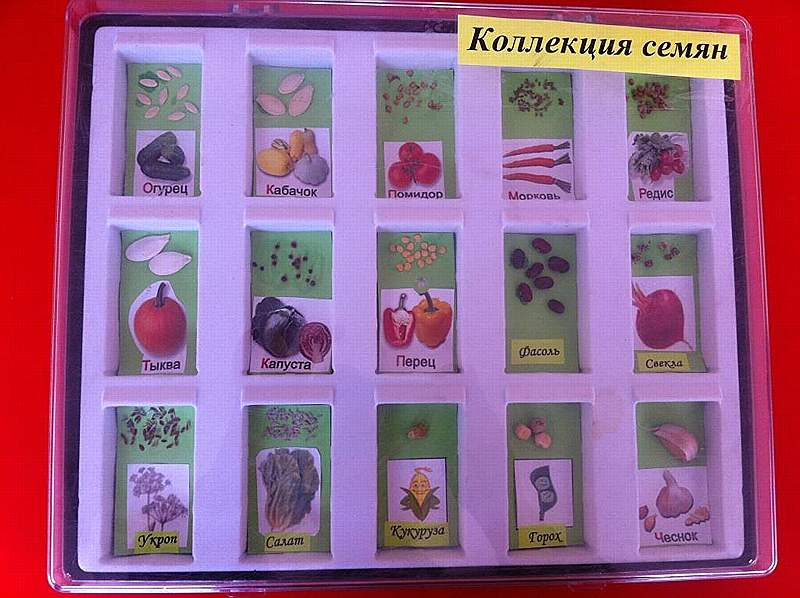 Коллекция семян
Огурец
Кабачок
Помидор
Морковь
Редис
Тыква
Капуста
Перец
Фасоль
Свекла
Укроп
Салат
Кукуруза
Горох
Чеснок